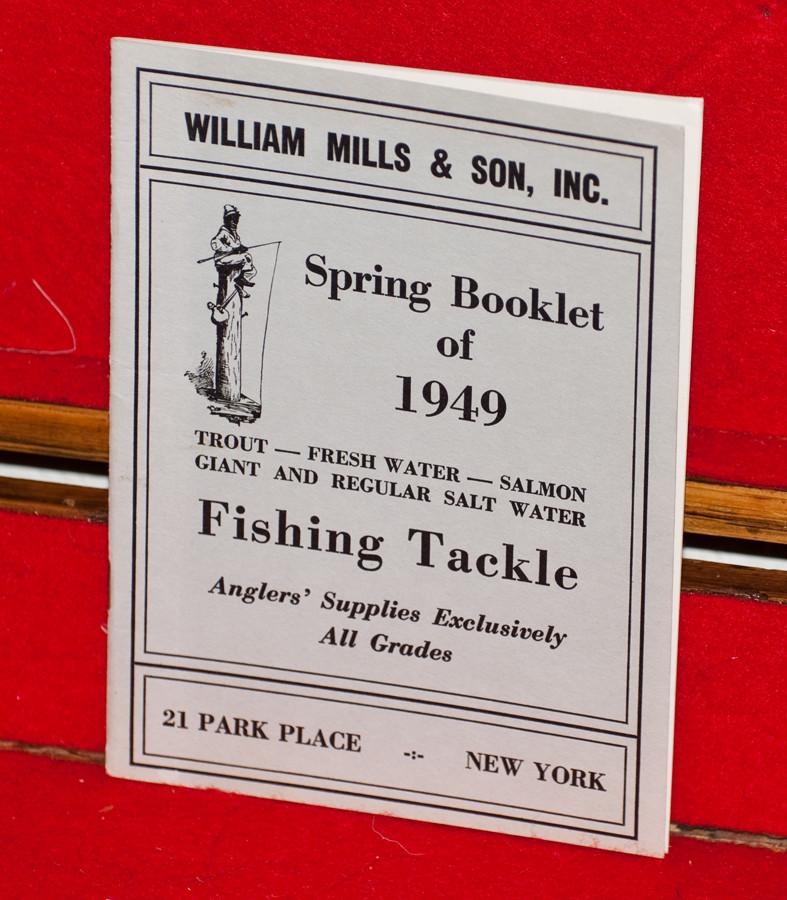 WILLIAM MILLS & SON, INC.
Spring Booklet
of
1949
TROUT — FRESH WATER — SALMON
GIANT AND REGULAR SALT WATER
Fishing Tackle
Anglers' Supplies Exclusively
All Grades
21 PARK PLACE -:- NEW YORK